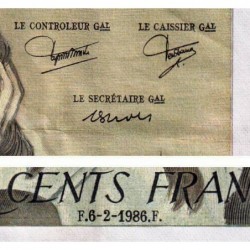 LE CONTROLEUR GAL LE CAISSIER GAL
LE SECRÉTAIRE GAL
CENTS FRAN
F.6-2-1986.F.